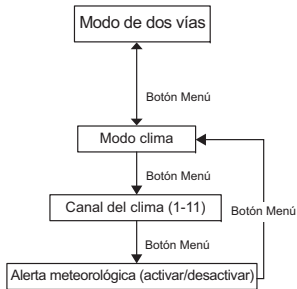 Modo de dos vías
Botón Menú
Modo clima
Botón Menú
Canal del clima (1-11)
Botón Menú
Botón Menú
Alerta meteorológica (activar/desactivar)